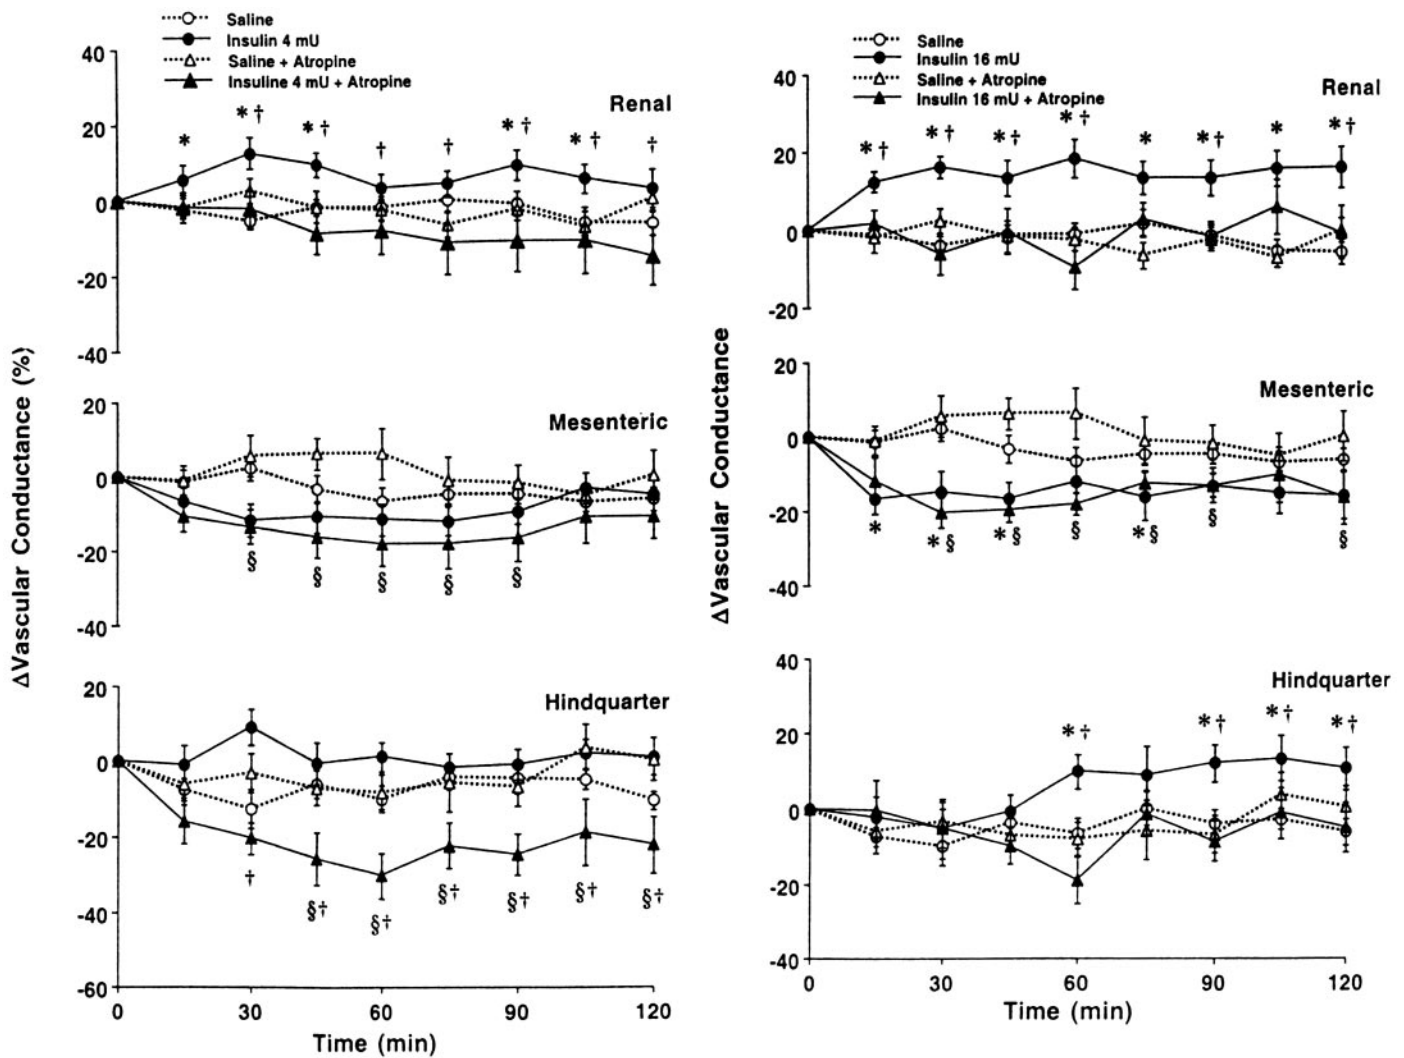 Saline
Insulin 4 mU
Saline + Atropine
Insuline 4 mU + Atropine
Renal
40
20
0
-20
-40
* *† *† † † *† *† †
ΔVascular Conductance (%)
Mesenteric
20
0
-20
-40
§ § § § §
Hindquarter
20
0
-20
-40
-60
† §† §† §† §† §† §†
0 30 60 90 120
Time (min)
Saline
Insulin 16 mU
Saline + Atropine
Insulin 16 mU + Atropine
Renal
40
20
0
-20
*† *† *† *† * *† * *†
ΔVascular Conductance
Mesenteric
20
0
-20
-40
* *§ *§ § *§ § §
Hindquarter
40
20
0
-20
-40
*† *† *† *†
0 30 60 90 120
Time (min)